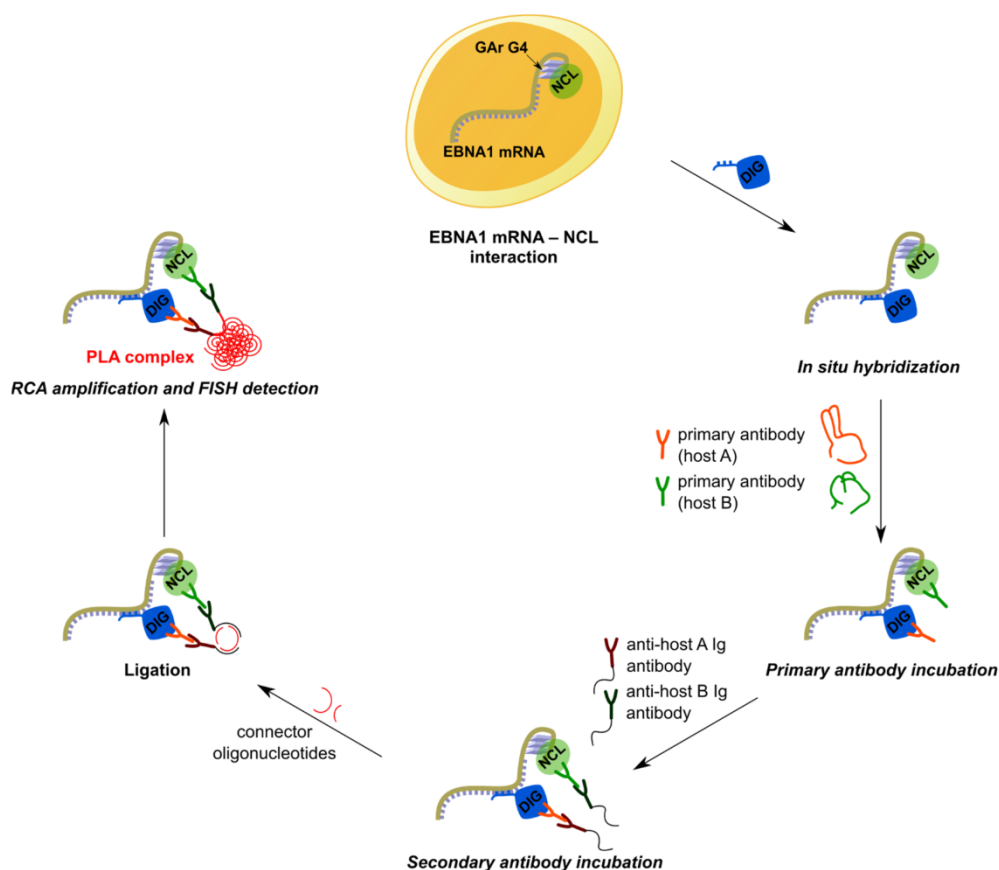 GAr G4
NCL
EBNA1 mRNA
EBNA1 mRNA – NCL
interaction
DIG
NCL
DIG
In situ hybridization
primary antibody
(host A)
primary antibody
(host B)
NCL
DIG
Primary antibody incubation
anti-host A Ig
antibody
anti-host B Ig
antibody
NCL
DIG
Secondary antibody incubation
connector
oligonucleotides
NCL
DIG
Ligation
NCL
DIG
PLA complex
RCA amplification and FISH detection